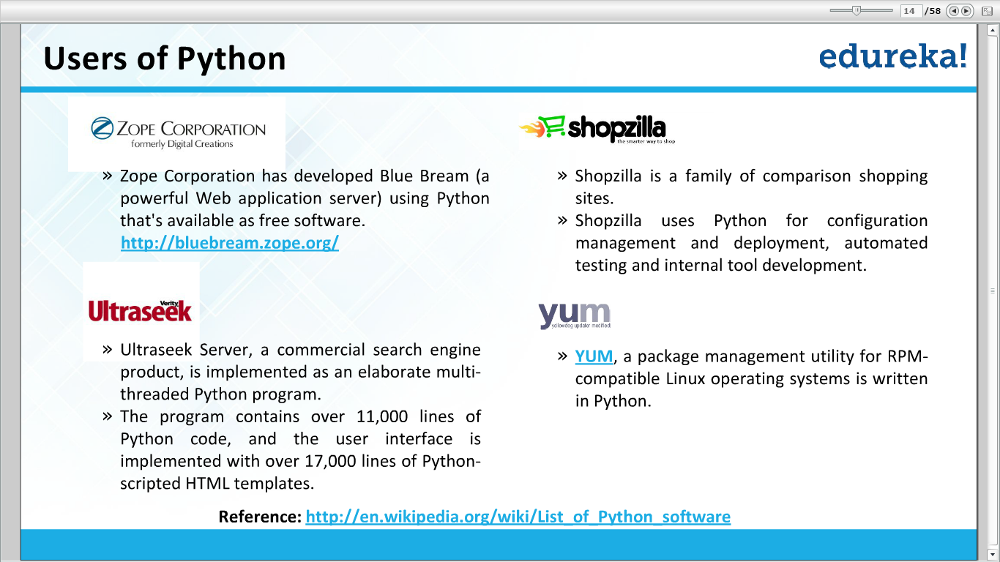 14 /58
Users of Python
edureka!
ZOPE CORPORATION
formerly Digital Creations
» Zope Corporation has developed Blue Bream (a
powerful Web application server) using Python
that's available as free software.
http://bluebream.zope.org/
Verity
Ultraseek
» Ultraseek Server, a commercial search engine
product, is implemented as an elaborate multi-
threaded Python program.
» The program contains over 11,000 lines of
Python code, and the user interface is
implemented with over 17,000 lines of Python-
scripted HTML templates.
shopzilla
the smarter way to shop
» Shopzilla is a family of comparison shopping
sites.
» Shopzilla uses Python for configuration
management and deployment, automated
testing and internal tool development.
yum
yellowdog updater modified
» YUM, a package management utility for RPM-
compatible Linux operating systems is written
in Python.
Reference: http://en.wikipedia.org/wiki/List_of_Python_software